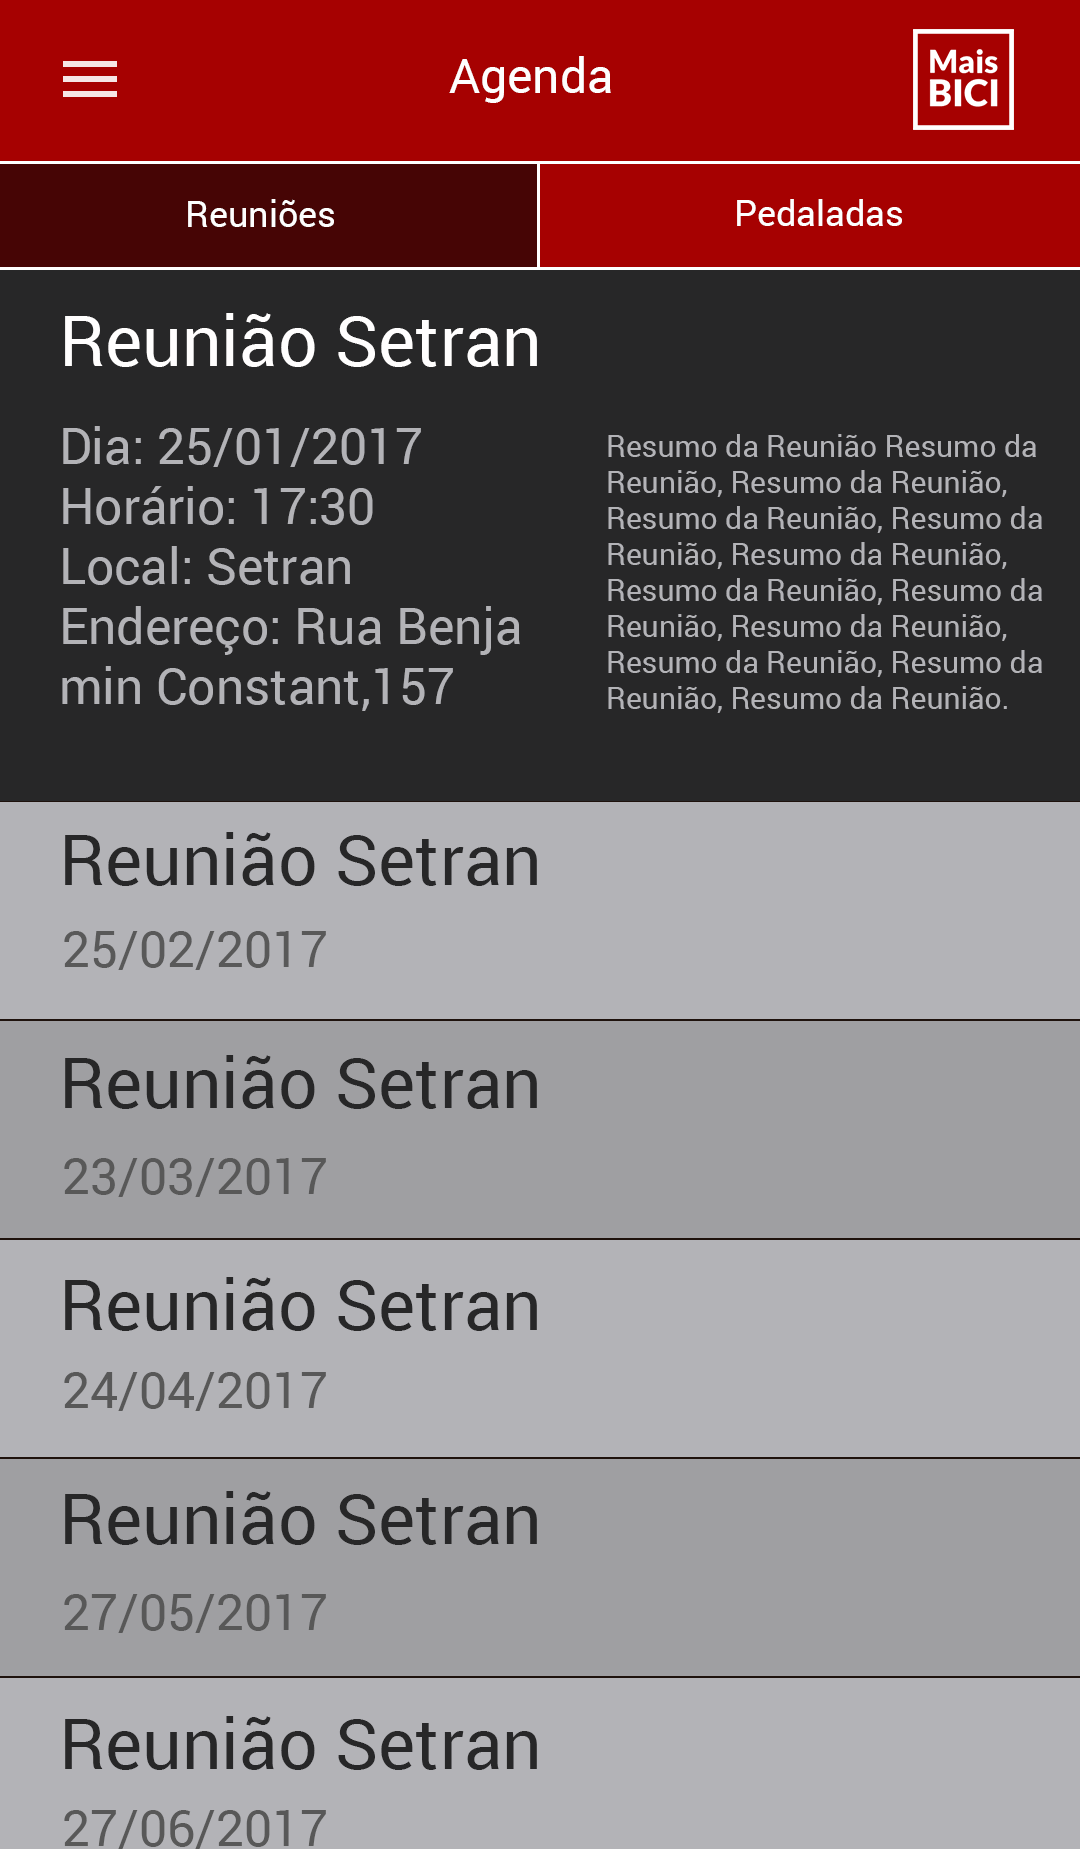 Agenda
Mais
BICI
Reuniões
Pedaladas
Reunião Setran
Dia: 25/01/2017
Horário: 17:30
Local: Setran
Endereço: Rua Benja
min Constant,157
Resumo da Reunião Resumo da
Reunião, Resumo da Reunião,
Resumo da Reunião, Resumo da
Reunião, Resumo da Reunião,
Resumo da Reunião, Resumo da
Reunião, Resumo da Reunião,
Resumo da Reunião, Resumo da
Reunião, Resumo da Reunião.
Reunião Setran
25/02/2017
Reunião Setran
23/03/2017
Reunião Setran
24/04/2017
Reunião Setran
27/05/2017
Reunião Setran
27/06/2017